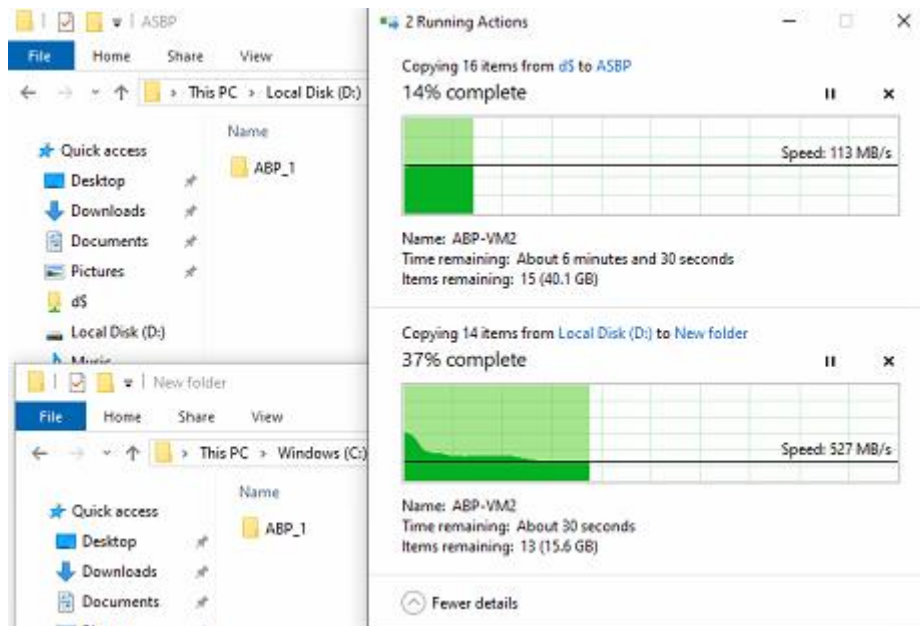 ASBP
File Home Share View
This PC > Local Disk (D:)
Name
Quick access
ABP_1
Desktop
Downloads
Documents
Pictures
d$
Local Disk (D:)
Music
New folder
File Home Share View
This PC > Windows (C:)
Name
Quick access
ABP_1
Desktop
Downloads
Documents
2 Running Actions
Copying 16 items from d$ to ASBP
14% complete
Speed: 113 MB/s
Name: ABP-VM2
Time remaining: About 6 minutes and 30 seconds
Items remaining: 15 (40.1 GB)
Copying 14 items from Local Disk (D:) to New folder
37% complete
Speed: 527 MB/s
Name: ABP-VM2
Time remaining: About 30 seconds
Items remaining: 13 (15.6 GB)
Fewer details